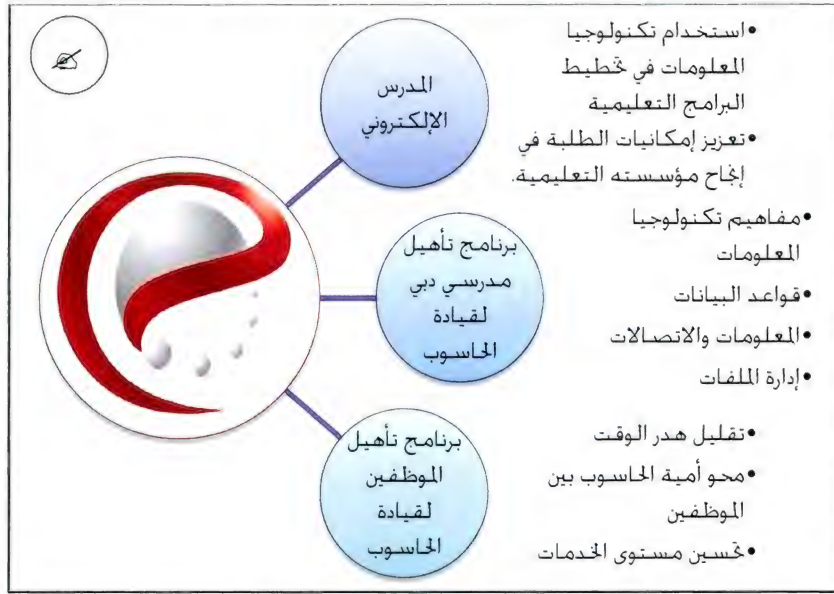 المدرس
الإلكتروني
•استخدام تكنولوجيا
المعلومات في تخطيط
البرامج التعليمية
•تعزيز إمكانيات الطلبة في
إنجاح مؤسسته التعليمية.
برنامج تأهيل
مدرسي دبي
لقيادة
الحاسوب
•مفاهيم تكنولوجيا
المعلومات
•قواعد البيانات
•المعلومات والاتصالات
•إدارة الملفات
برنامج تأهيل
الموظفين
لقيادة
الحاسوب
•تقليل هدر الوقت
•محو أمية الحاسوب بين
الموظفين
•تحسين مستوى الخدمات